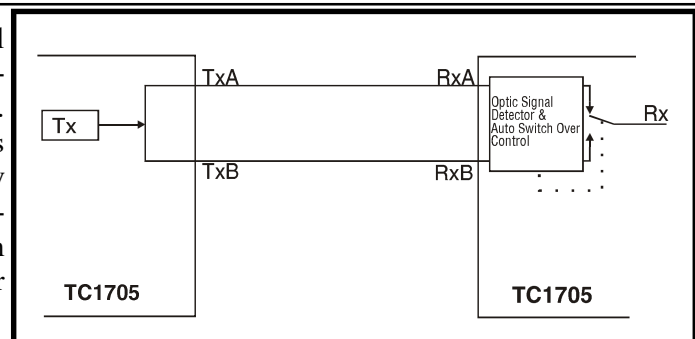 TxA
RxA
Tx
Optic Signal
Detector &
Auto Switch Over
Control
Rx
TxB
RxB
TC1705
TC1705